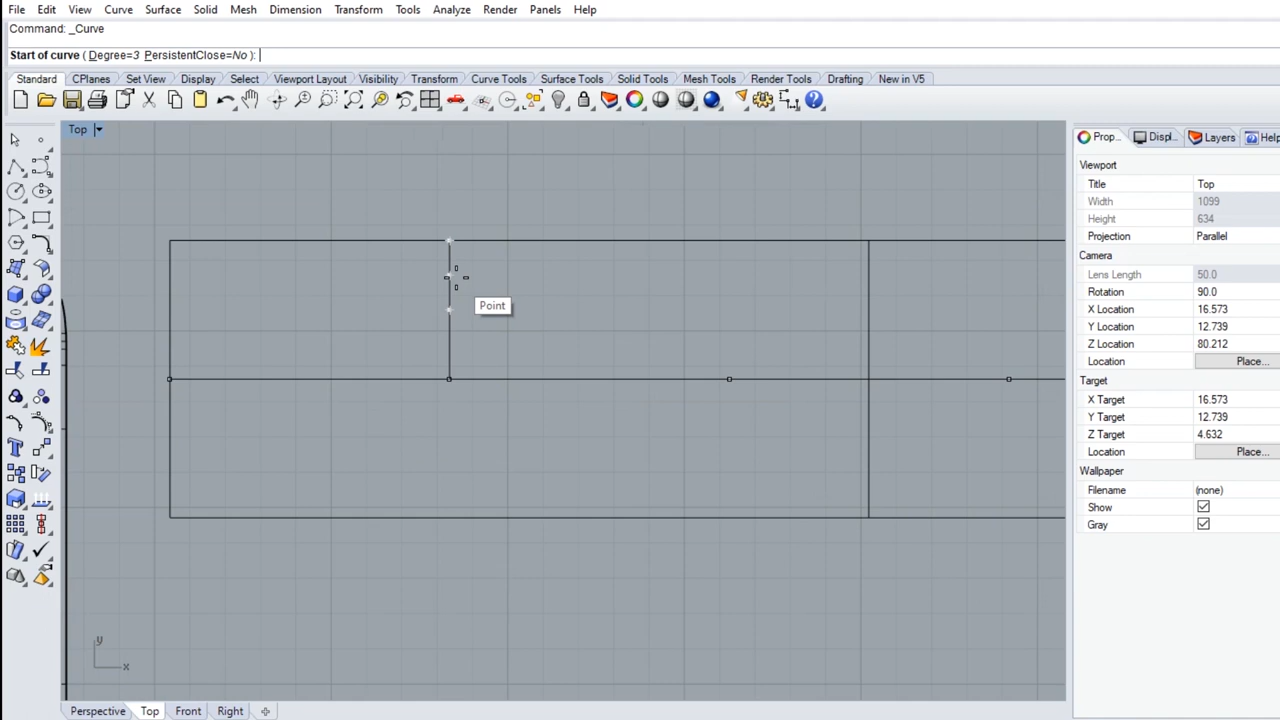 File Edit View Curve Surface Solid Mesh Dimension Transform Tools Analyze Render Panels Help
Command: _Curve
Start of curve ( Degree=3 PersistentClose=No ):
Standard CPlanes Set View Display Select Viewport Layout Visibility Transform Curve Tools Surface Tools Solid Tools Mesh Tools Render Tools Drafting New in V5
Top
Prop... Displ... Layers Help
Viewport
Title Top
Width 1099
Height 634
Projection Parallel
Camera
Lens Length 50.0
Rotation 90.0
X Location 16.573
Y Location 12.739
Z Location 80.212
Location Place...
Target
X Target 16.573
Y Target 12.739
Z Target 4.632
Location Place...
Wallpaper
Filename (none)
Show
Gray
Point
y
x
Perspective Top Front Right